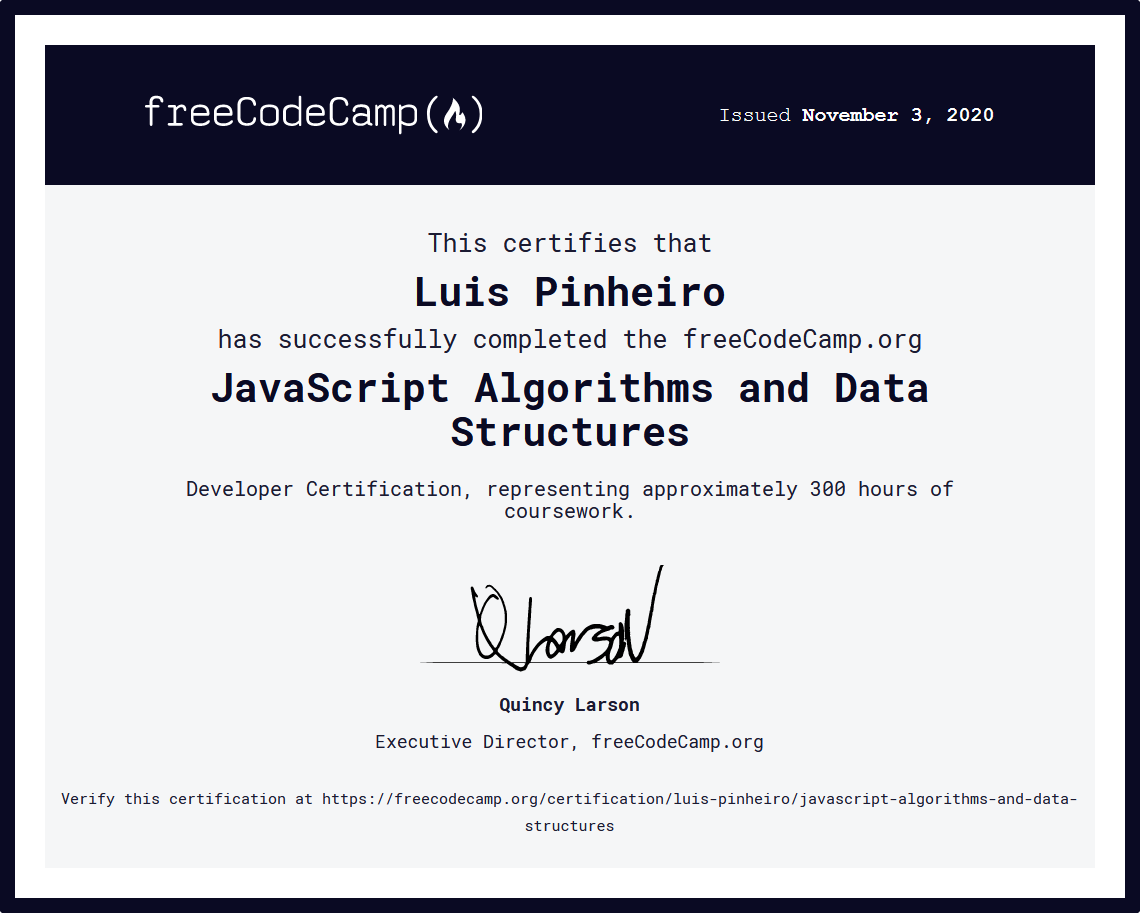 freeCodeCamp
Issued November 3, 2020
This certifies that
Luis Pinheiro
has successfully completed the freeCodeCamp.org
JavaScript Algorithms and Data
Structures
Developer Certification, representing approximately 300 hours of
coursework.
Q Larson
Quincy Larson
Executive Director, freeCodeCamp.org
Verify this certification at https://freecodecamp.org/certification/luis-pinheiro/javascript-algorithms-and-data-
structures